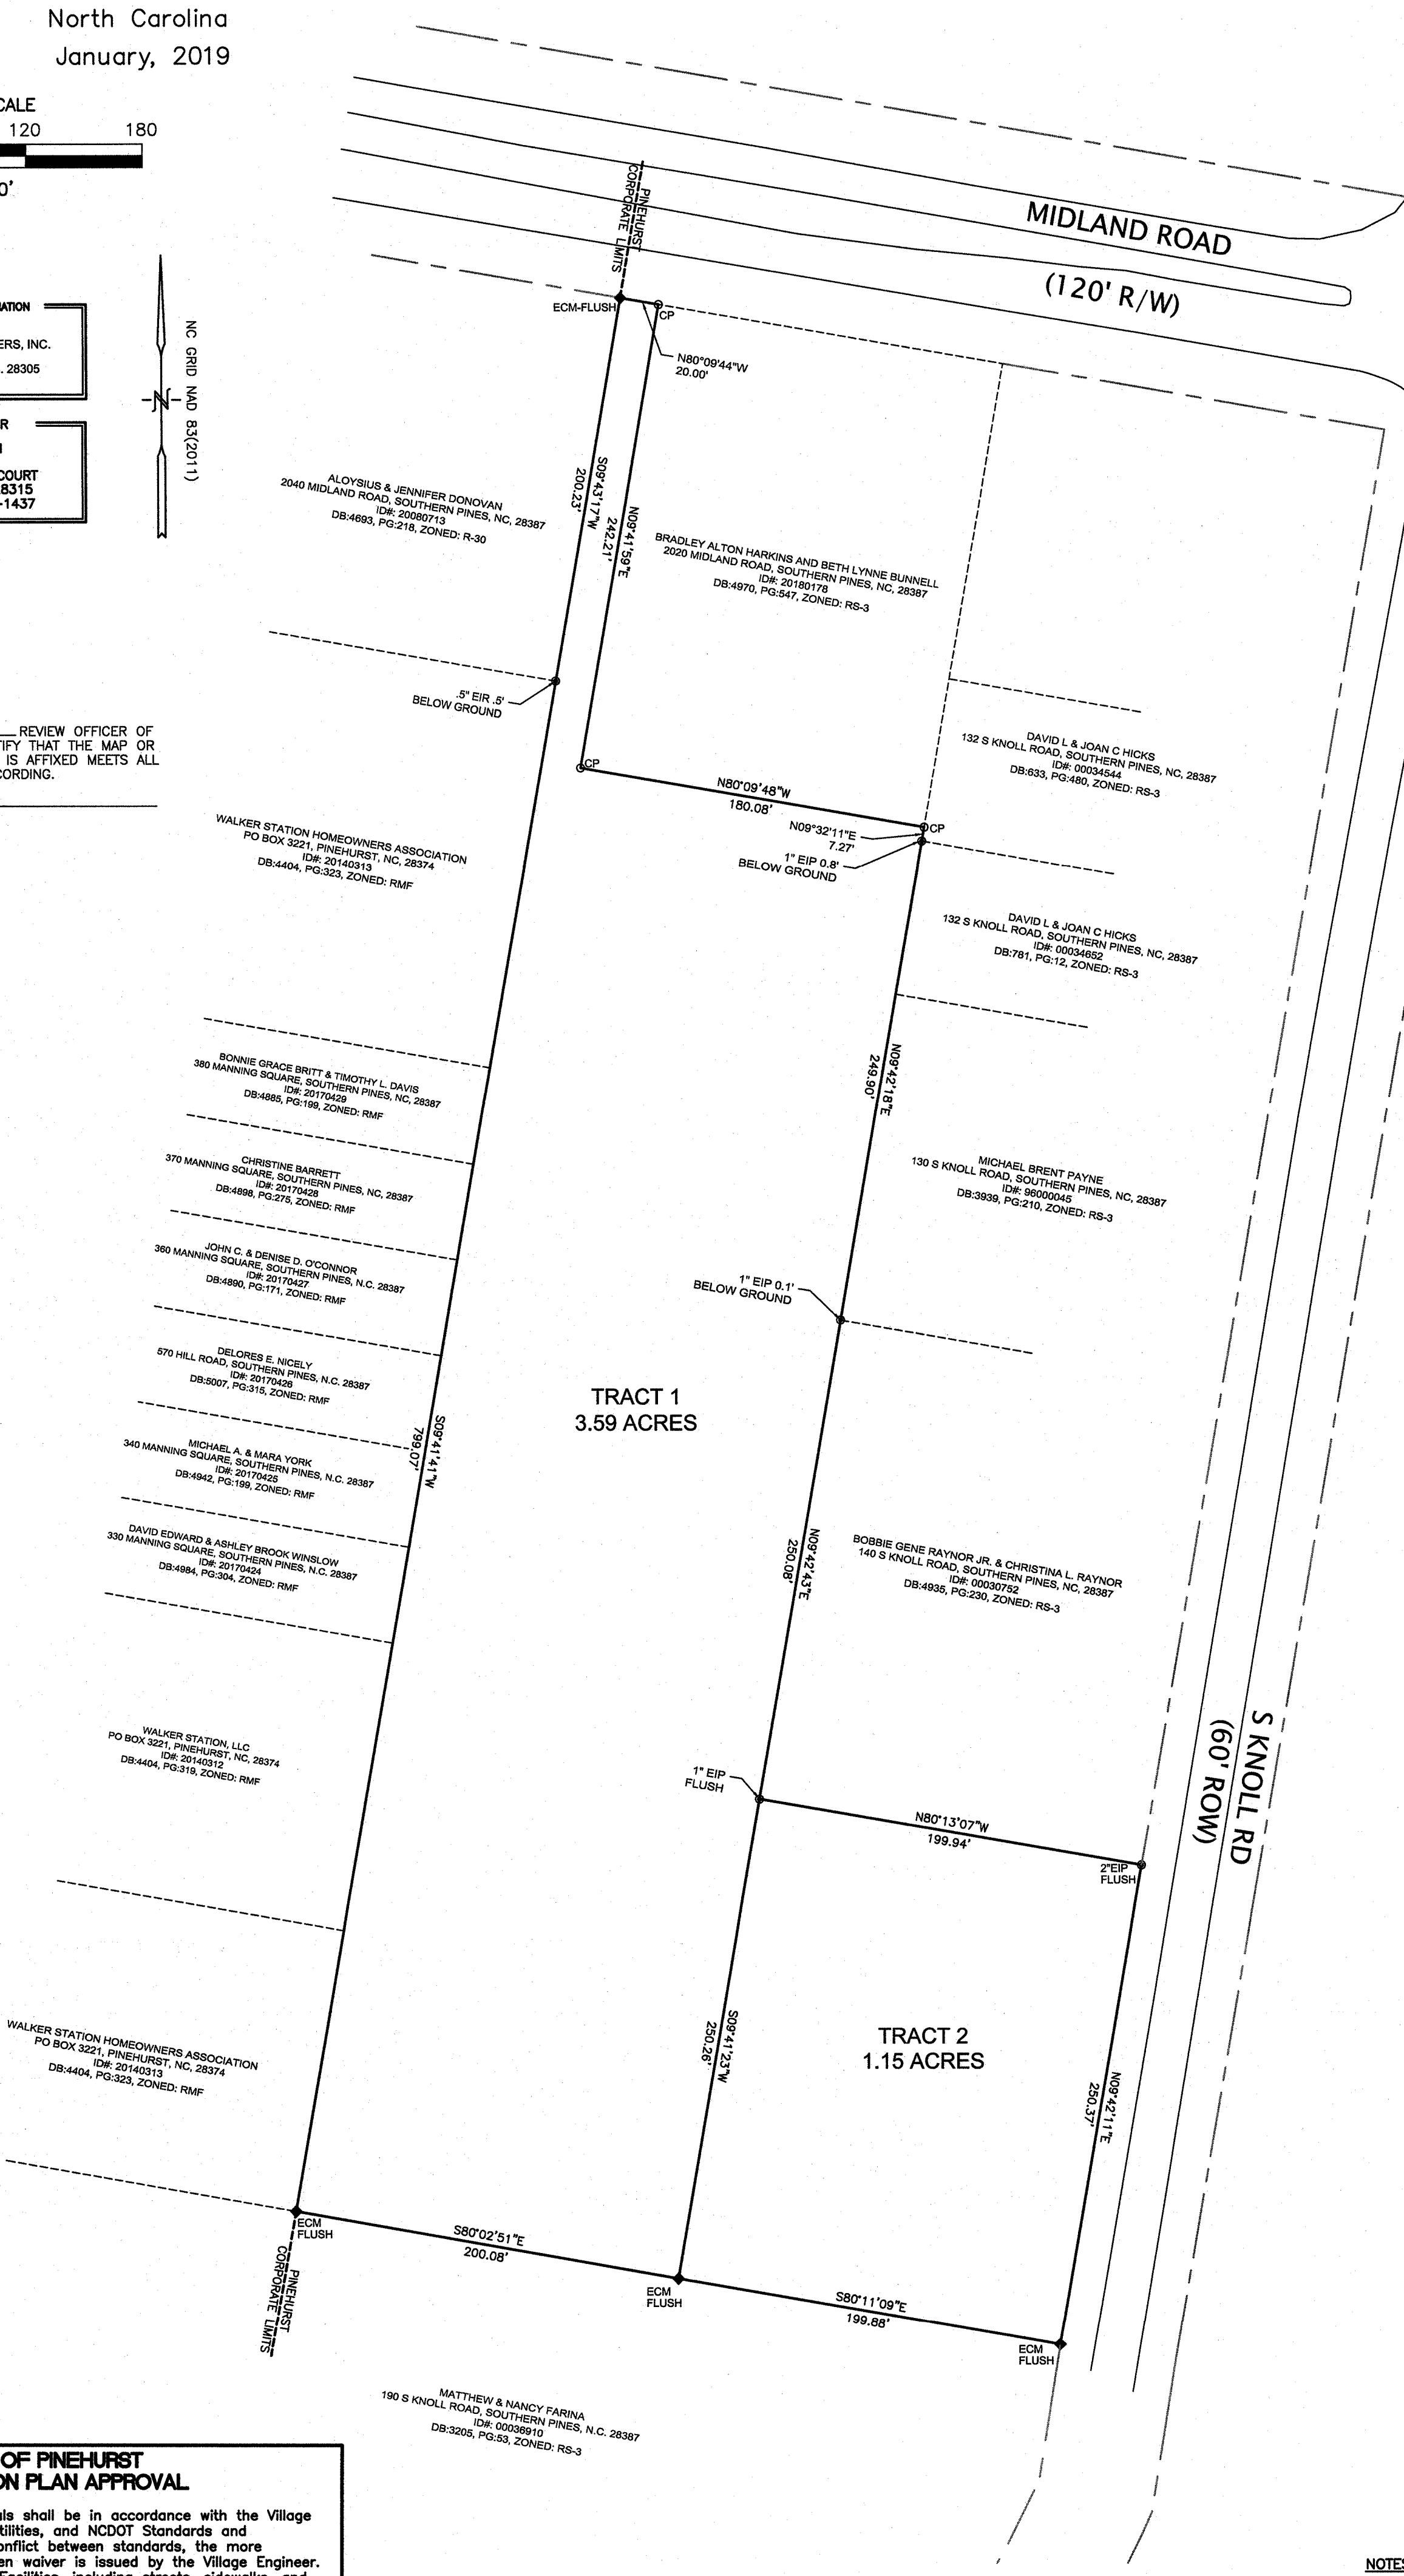 North Carolina
January, 2019
SCALE
120 180
0'
MATION
ERS, INC.
. 28305
R
COURT
8315
-1437
NC GRID NAD 83(2011)
N
REVIEW OFFICER OF
TIFY THAT THE MAP OR
IS AFFIXED MEETS ALL
CORDING.
MIDLAND ROAD
(120' R/W)
PINEHURST
CORPORATE LIMITS
ECM-FLUSH
CP
N80°09'44"W
20.00'
S09°43'17"W
200.23'
N09°41'59"E
242.21'
ALOYSIUS & JENNIFER DONOVAN
2040 MIDLAND ROAD, SOUTHERN PINES, NC, 28387
ID#: 20080713
DB:4693, PG:218, ZONED: R-30
BRADLEY ALTON HARKINS AND BETH LYNNE BUNNELL
2020 MIDLAND ROAD, SOUTHERN PINES, NC, 28387
ID#: 20180178
DB:4970, PG:547, ZONED: RS-3
.5" EIR .5'
BELOW GROUND
CP
N80°09'48"W
180.08'
CP
N09°32'11"E
7.27'
1" EIP 0.8'
BELOW GROUND
DAVID L & JOAN C HICKS
132 S KNOLL ROAD, SOUTHERN PINES, NC, 28387
ID#: 00034544
DB:633, PG:480, ZONED: RS-3
WALKER STATION HOMEOWNERS ASSOCIATION
PO BOX 3221, PINEHURST, NC, 28374
ID#: 20140313
DB:4404, PG:323, ZONED: RMF
DAVID L & JOAN C HICKS
132 S KNOLL ROAD, SOUTHERN PINES, NC, 28387
ID#: 00034652
DB:781, PG:12, ZONED: RS-3
BONNIE GRACE BRITT & TIMOTHY L. DAVIS
380 MANNING SQUARE, SOUTHERN PINES, NC, 28387
ID#: 20170429
DB:4885, PG:199, ZONED: RMF
N09°42'18"E
249.90'
CHRISTINE BARRETT
370 MANNING SQUARE, SOUTHERN PINES, NC, 28387
ID#: 20170428
DB:4898, PG:275, ZONED: RMF
MICHAEL BRENT PAYNE
130 S KNOLL ROAD, SOUTHERN PINES, NC, 28387
ID#: 96000045
DB:3939, PG:210, ZONED: RS-3
JOHN C. & DENISE D. O'CONNOR
360 MANNING SQUARE, SOUTHERN PINES, N.C. 28387
ID#: 20170427
DB:4890, PG:171, ZONED: RMF
1" EIP 0.1'
BELOW GROUND
DELORES E. NICELY
570 HILL ROAD, SOUTHERN PINES, N.C. 28387
ID#: 20170426
DB:5007, PG:315, ZONED: RMF
TRACT 1
3.59 ACRES
S09°41'41"W
799.07'
MICHAEL A. & MARA YORK
340 MANNING SQUARE, SOUTHERN PINES, N.C. 28387
ID#: 20170425
DB:4942, PG:199, ZONED: RMF
DAVID EDWARD & ASHLEY BROOK WINSLOW
330 MANNING SQUARE, SOUTHERN PINES, N.C. 28387
ID#: 20170424
DB:4984, PG:304, ZONED: RMF
N09°42'43"E
250.08'
BOBBIE GENE RAYNOR JR. & CHRISTINA L. RAYNOR
140 S KNOLL ROAD, SOUTHERN PINES, NC, 28387
ID#: 00030752
DB:4935, PG:230, ZONED: RS-3
WALKER STATION, LLC
PO BOX 3221, PINEHURST, NC, 28374
ID#: 20140312
DB:4404, PG:319, ZONED: RMF
S KNOLL RD
(60' ROW)
1" EIP
FLUSH
N80°13'07"W
199.94'
2"EIP
FLUSH
WALKER STATION HOMEOWNERS ASSOCIATION
PO BOX 3221, PINEHURST, NC, 28374
ID#: 20140313
DB:4404, PG:323, ZONED: RMF
S09°41'23"W
250.26'
TRACT 2
1.15 ACRES
N09°42'11"E
250.37'
ECM
FLUSH
S80°02'51"E
200.08'
PINEHURST
CORPORATE LIMITS
ECM
FLUSH
S80°11'09"E
199.88'
ECM
FLUSH
MATTHEW & NANCY FARINA
190 S KNOLL ROAD, SOUTHERN PINES, N.C. 28387
ID#: 00036910
DB:3205, PG:53, ZONED: RS-3
OF PINEHURST
ON PLAN APPROVAL
ls shall be in accordance with the Village
tilities, and NCDOT Standards and
onflict between standards, the more
en waiver is issued by the Village Engineer.
NOTES